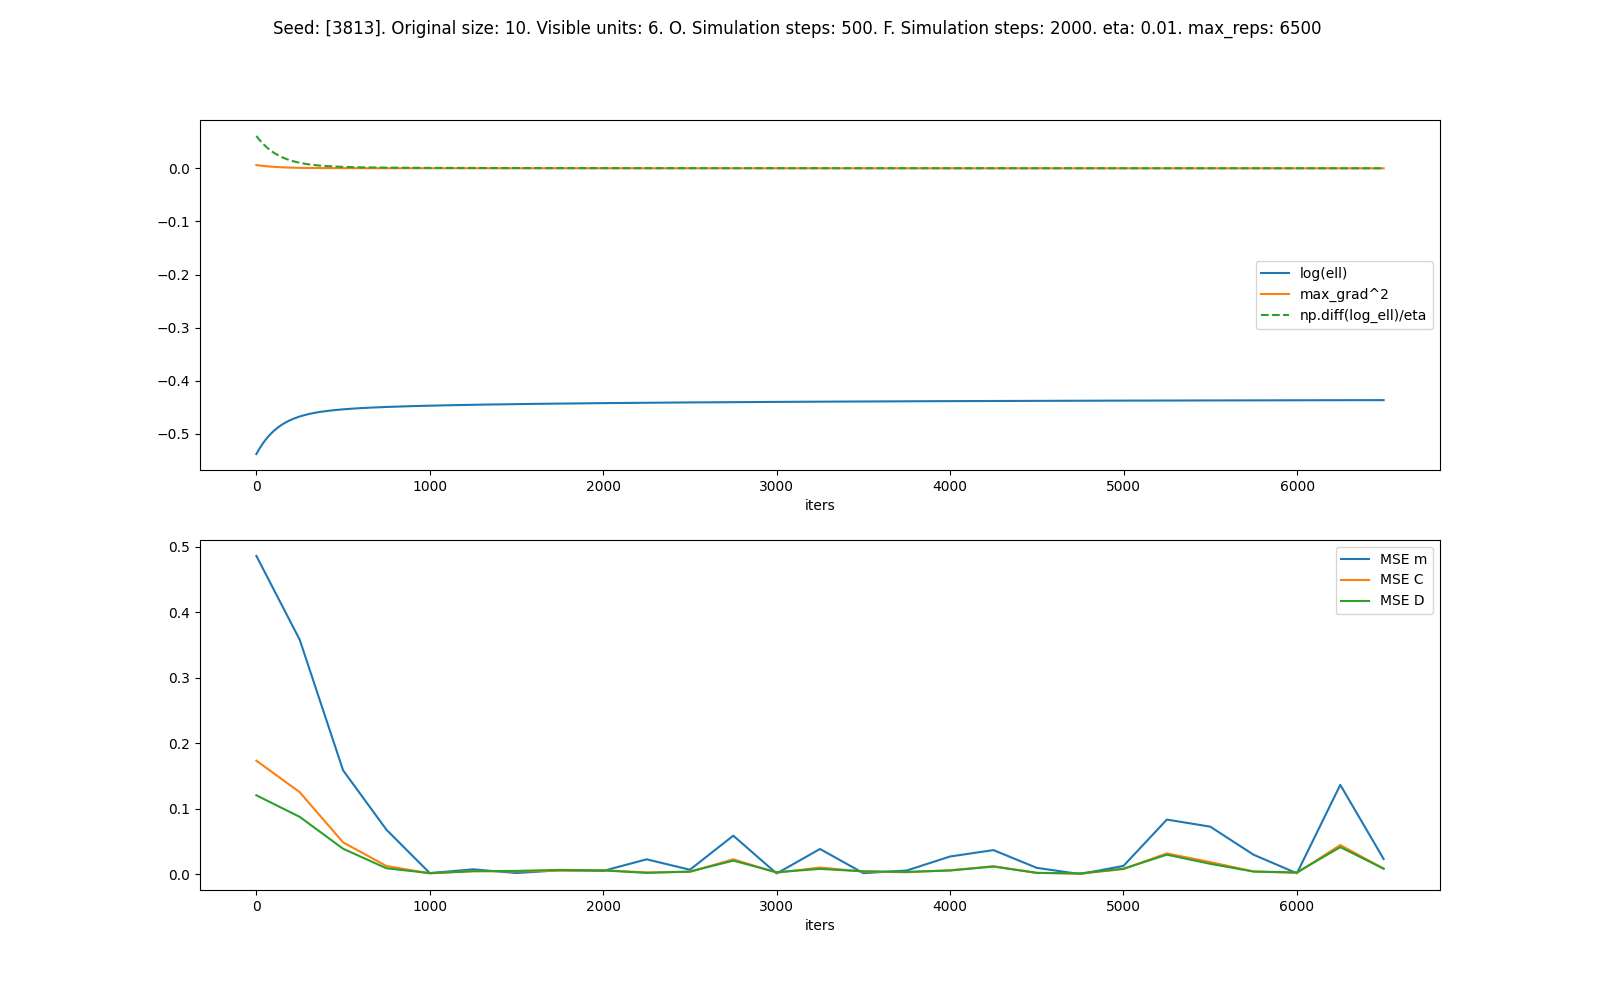 Seed: [3813]. Original size: 10. Visible units: 6. O. Simulation steps: 500. F. Simulation steps: 2000. eta: 0.01. max_reps: 6500
0.0
−0.1
−0.2
−0.3
−0.4
−0.5
log(ell)
max_grad^2
np.diff(log_ell)/eta
0 1000 2000 3000 4000 5000 6000
iters
0.5
0.4
0.3
0.2
0.1
0.0
MSE m
MSE C
MSE D
0 1000 2000 3000 4000 5000 6000
iters